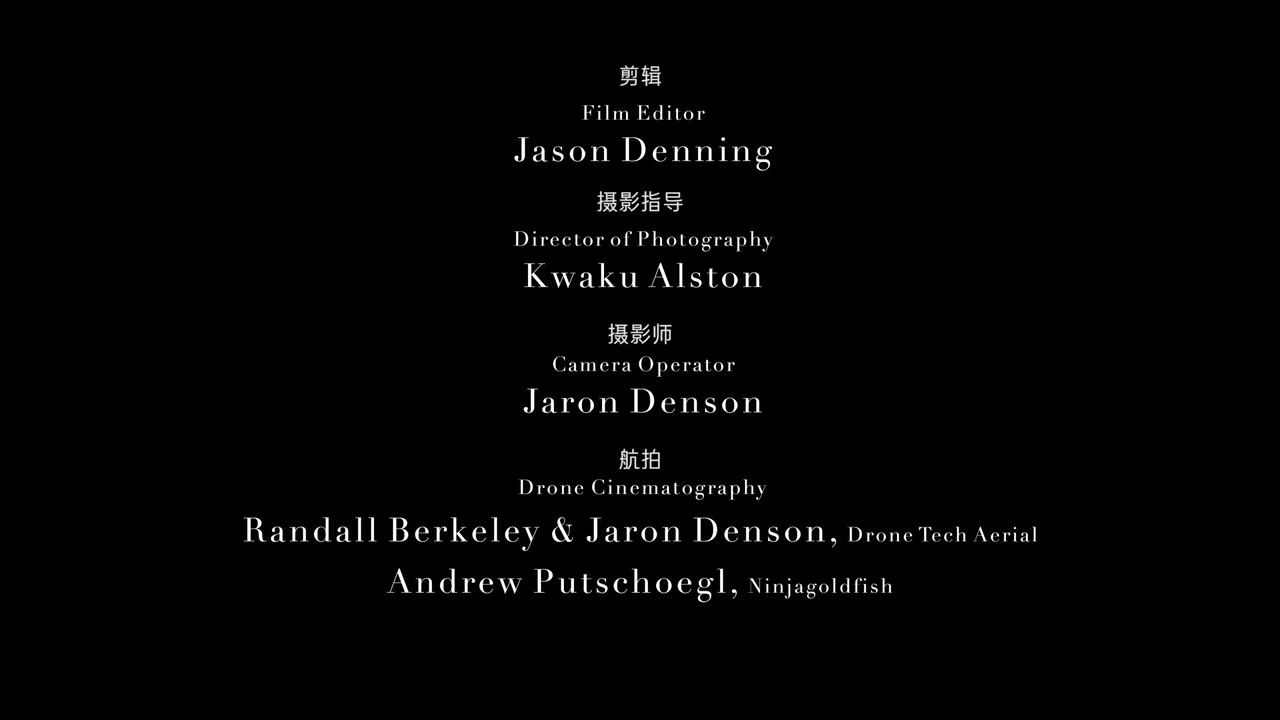 剪辑
Film Editor
Jason Denning
摄影指导
Director of Photography
Kwaku Alston
摄影师
Camera Operator
Jaron Denson
航拍
Drone Cinematography
Randall Berkeley & Jaron Denson, Drone Tech Aerial
Andrew Putschoegl, Ninjagoldfish